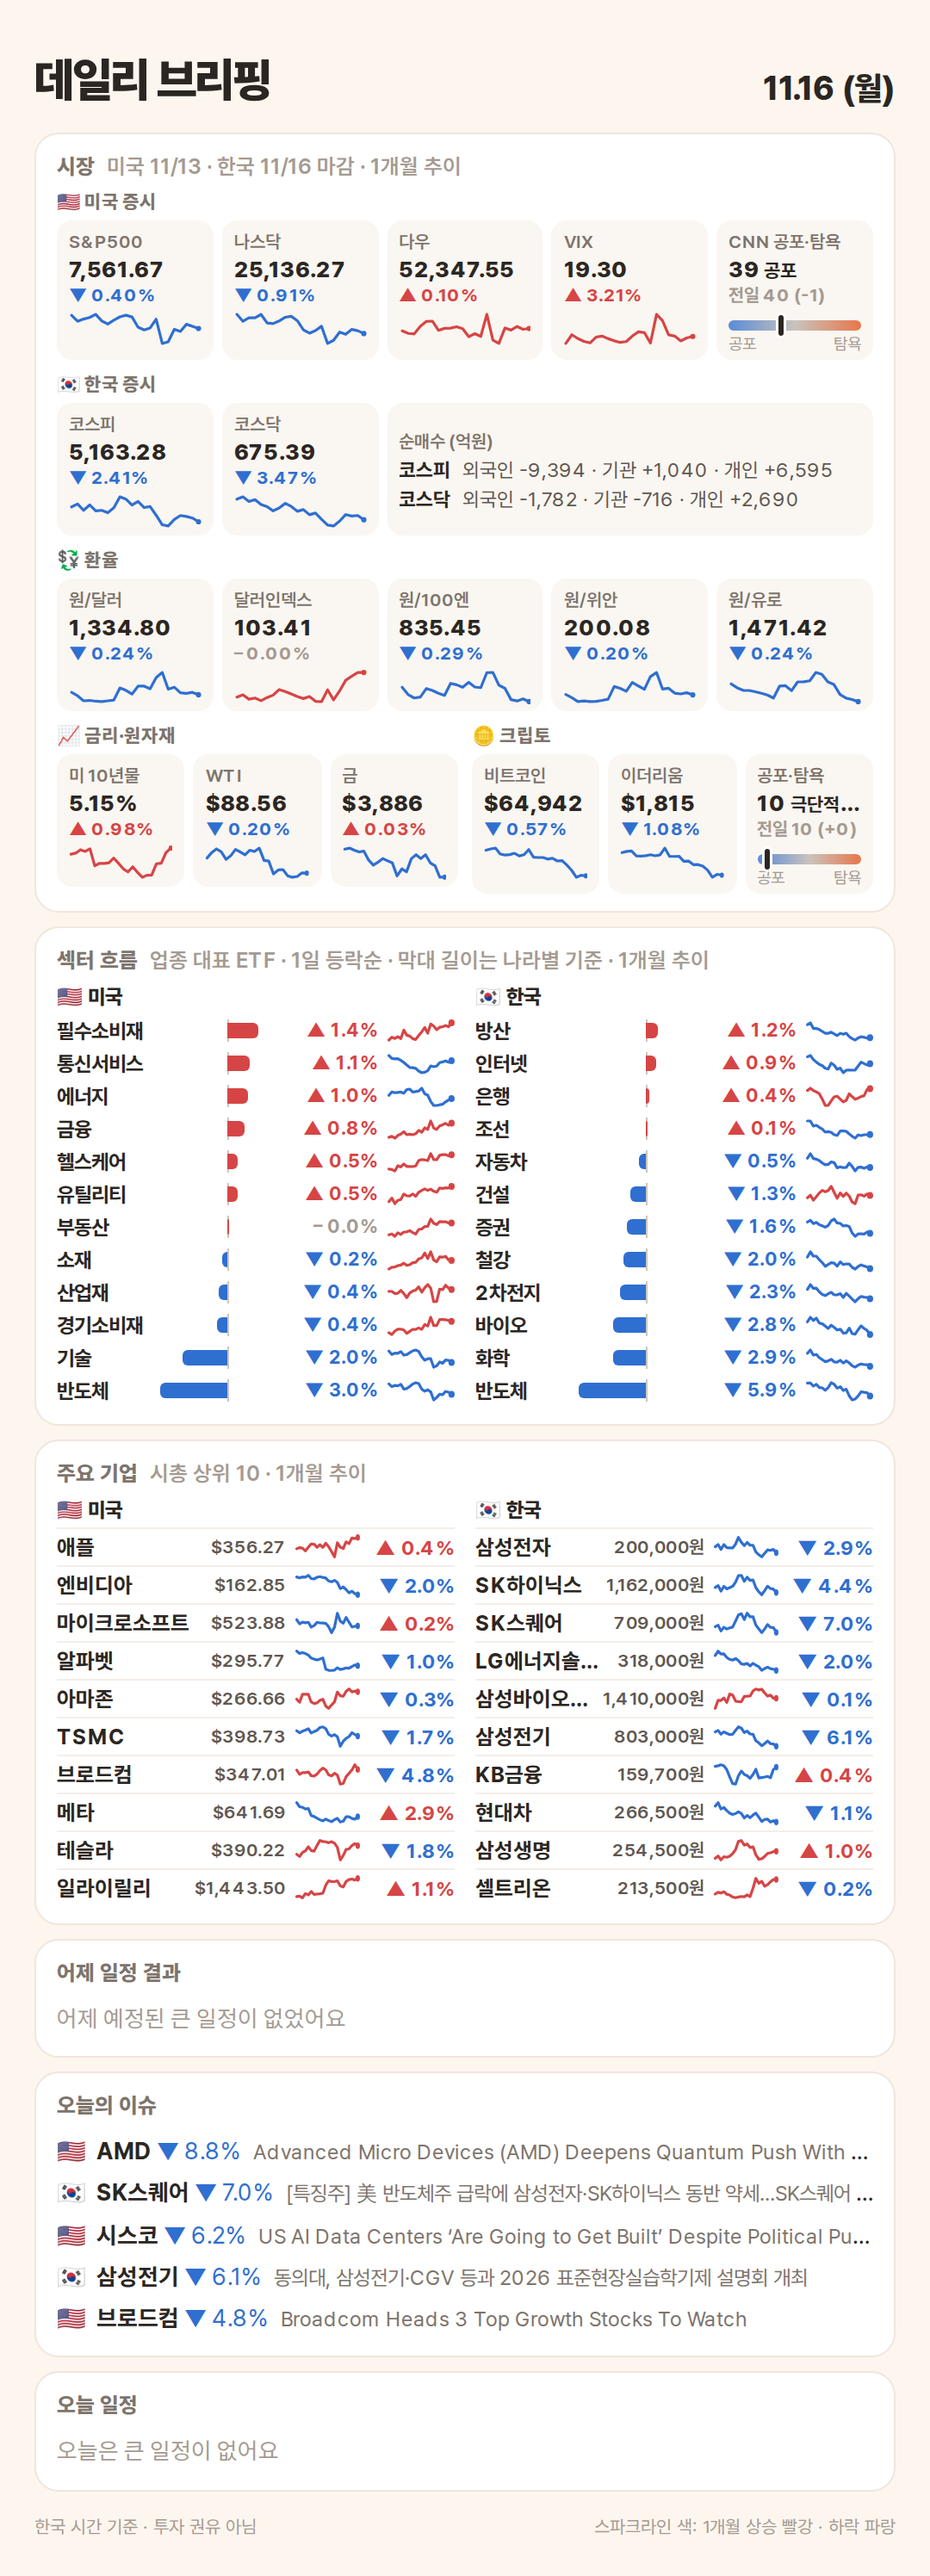 데일리 브리핑
11.16 (월)
시장 미국 11/13 · 한국 11/16 마감 · 1개월 추이
🇺🇸 미국 증시
S&P500 나스닥 다우 VIX CNN 공포·탐욕
7,561.67 25,136.27 52,347.55 19.30 39 공포
▼ 0.40% ▼ 0.91% ▲ 0.10% ▲ 3.21% 전일 40 (-1)
공포 탐욕
🇰🇷 한국 증시
코스피 코스닥
5,163.28 675.39
▼ 2.41% ▼ 3.47%
순매수 (억원)
코스피 외국인 -9,394 · 기관 +1,040 · 개인 +6,595
코스닥 외국인 -1,782 · 기관 -716 · 개인 +2,690
💱 환율
원/달러 달러인덱스 원/100엔 원/위안 원/유로
1,334.80 103.41 835.45 200.08 1,471.42
▼ 0.24% – 0.00% ▼ 0.29% ▼ 0.20% ▼ 0.24%
📈 금리·원자재
미 10년물 WTI 금
5.15% $88.56 $3,886
▲ 0.98% ▼ 0.20% ▲ 0.03%
🪙 크립토
비트코인 이더리움 공포·탐욕
$64,942 $1,815 10 극단적...
▼ 0.57% ▼ 1.08% 전일 10 (+0)
공포 탐욕
섹터 흐름 업종 대표 ETF · 1일 등락순 · 막대 길이는 나라별 기준 · 1개월 추이
🇺🇸 미국
필수소비재 ▲ 1.4%
통신서비스 ▲ 1.1%
에너지 ▲ 1.0%
금융 ▲ 0.8%
헬스케어 ▲ 0.5%
유틸리티 ▲ 0.5%
부동산 – 0.0%
소재 ▼ 0.2%
산업재 ▼ 0.4%
경기소비재 ▼ 0.4%
기술 ▼ 2.0%
반도체 ▼ 3.0%
🇰🇷 한국
방산 ▲ 1.2%
인터넷 ▲ 0.9%
은행 ▲ 0.4%
조선 ▲ 0.1%
자동차 ▼ 0.5%
건설 ▼ 1.3%
증권 ▼ 1.6%
철강 ▼ 2.0%
2차전지 ▼ 2.3%
바이오 ▼ 2.8%
화학 ▼ 2.9%
반도체 ▼ 5.9%
주요 기업 시총 상위 10 · 1개월 추이
🇺🇸 미국
애플 $356.27 ▲ 0.4%
엔비디아 $162.85 ▼ 2.0%
마이크로소프트 $523.88 ▲ 0.2%
알파벳 $295.77 ▼ 1.0%
아마존 $266.66 ▼ 0.3%
TSMC $398.73 ▼ 1.7%
브로드컴 $347.01 ▼ 4.8%
메타 $641.69 ▲ 2.9%
테슬라 $390.22 ▼ 1.8%
일라이릴리 $1,443.50 ▲ 1.1%
🇰🇷 한국
삼성전자 200,000원 ▼ 2.9%
SK하이닉스 1,162,000원 ▼ 4.4%
SK스퀘어 709,000원 ▼ 7.0%
LG에너지솔... 318,000원 ▼ 2.0%
삼성바이오... 1,410,000원 ▼ 0.1%
삼성전기 803,000원 ▼ 6.1%
KB금융 159,700원 ▲ 0.4%
현대차 266,500원 ▼ 1.1%
삼성생명 254,500원 ▲ 1.0%
셀트리온 213,500원 ▼ 0.2%
어제 일정 결과
어제 예정된 큰 일정이 없었어요
오늘의 이슈
🇺🇸 AMD ▼ 8.8% Advanced Micro Devices (AMD) Deepens Quantum Push With ...
🇰🇷 SK스퀘어 ▼ 7.0% [특징주] 美 반도체주 급락에 삼성전자·SK하이닉스 동반 약세…SK스퀘어 ...
🇺🇸 시스코 ▼ 6.2% US AI Data Centers ‘Are Going to Get Built’ Despite Political Pu...
🇰🇷 삼성전기 ▼ 6.1% 동의대, 삼성전기·CGV 등과 2026 표준현장실습학기제 설명회 개최
🇺🇸 브로드컴 ▼ 4.8% Broadcom Heads 3 Top Growth Stocks To Watch
오늘 일정
오늘은 큰 일정이 없어요
한국 시간 기준 · 투자 권유 아님
스파크라인 색: 1개월 상승 빨강 · 하락 파랑